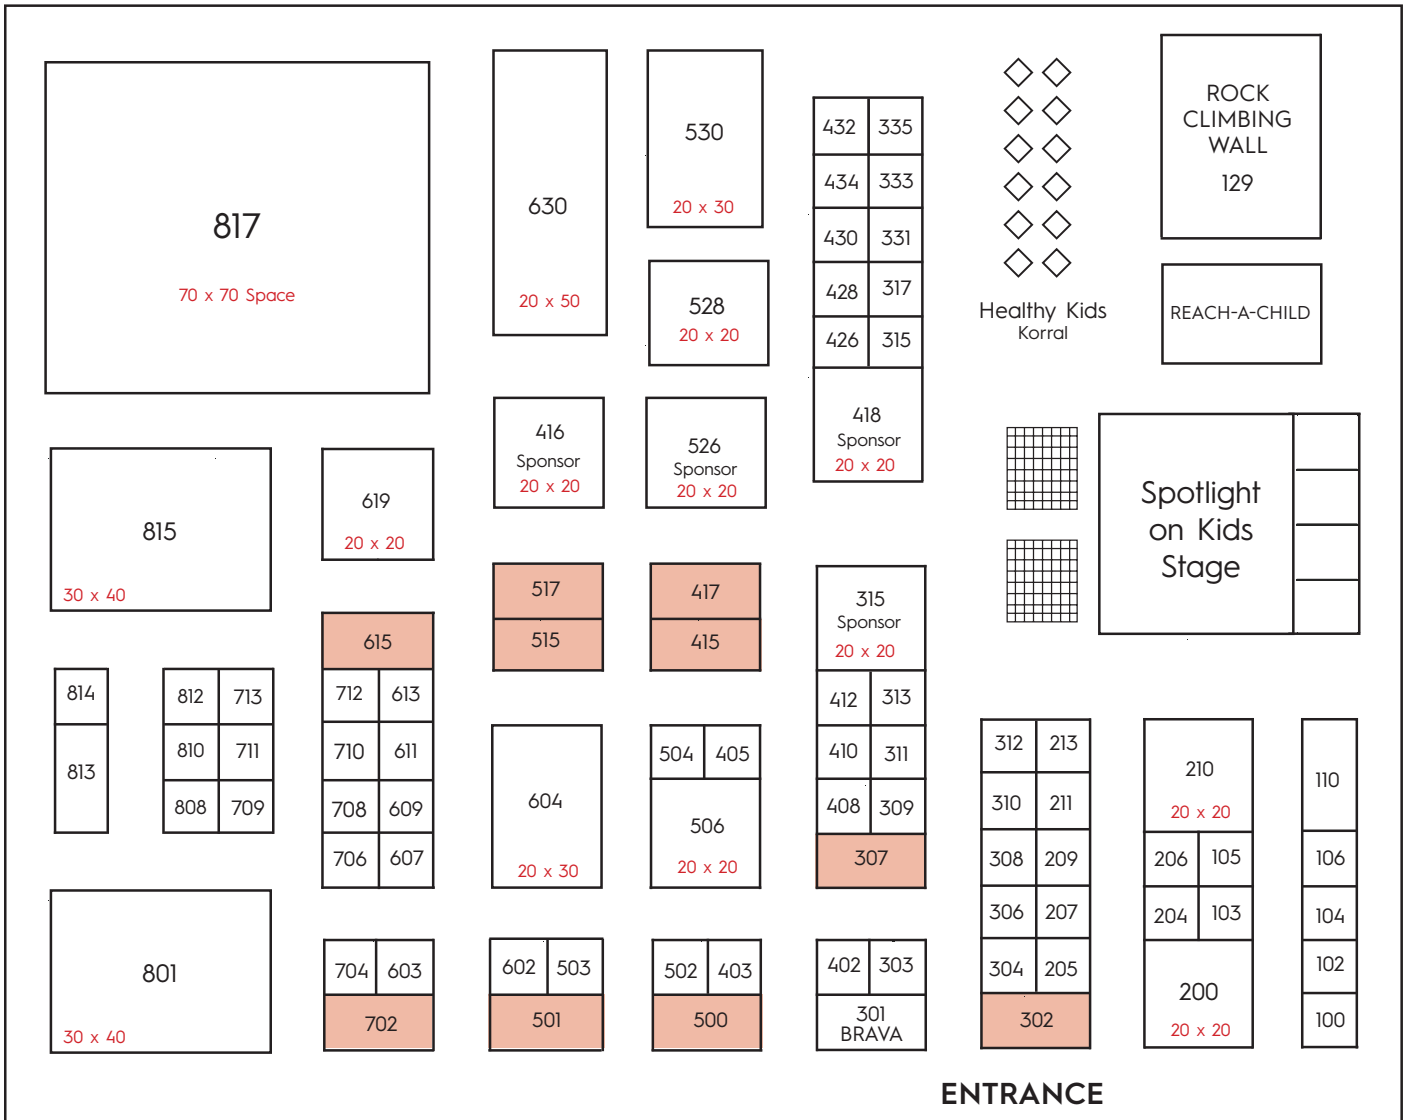 817
70 x 70 Space
630
20 x 50
530
20 x 30
528
20 x 20
432 335
434 333
430 331
428 317
426 315
418
Sponsor
20 x 20
Healthy Kids
Korral
ROCK
CLIMBING
WALL
129
REACH-A-CHILD
815
30 x 40
619
20 x 20
416
Sponsor
20 x 20
526
Sponsor
20 x 20
Spotlight
on Kids
Stage
615
517
515
417
415
315
Sponsor
20 x 20
814
813
812 713
810 711
808 709
712 613
710 611
708 609
706 607
604
20 x 30
504 405
506
20 x 20
412 313
410 311
408 309
307
312 213
310 211
308 209
306 207
304 205
302
210
20 x 20
206 105
204 103
200
20 x 20
110
106
104
102
100
801
30 x 40
704 603
702
602 503
501
502 403
500
402 303
301
BRAVA
ENTRANCE